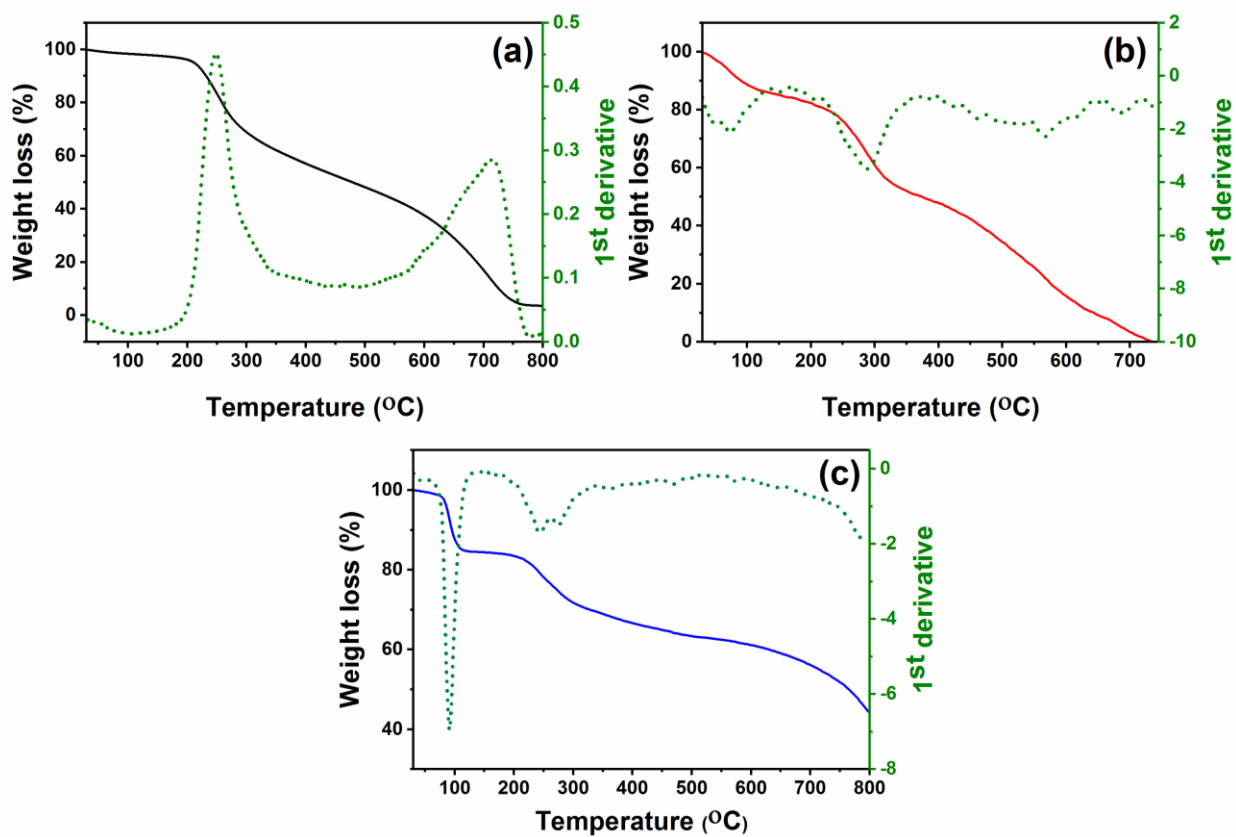 (a)
Weight loss (%)
100
80
60
40
20
0
100 200 300 400 500 600 700 800
Temperature (OC)
0.5
0.4
0.3
0.2
0.1
0.0
1st derivative
(b)
Weight loss (%)
100
80
60
40
20
0
100 200 300 400 500 600 700
Temperature (OC)
2
0
-2
-4
-6
-8
-10
1st derivative
(c)
Weight loss (%)
100
80
60
40
100 200 300 400 500 600 700 800
Temperature (OC)
0
-2
-4
-6
-8
1st derivative